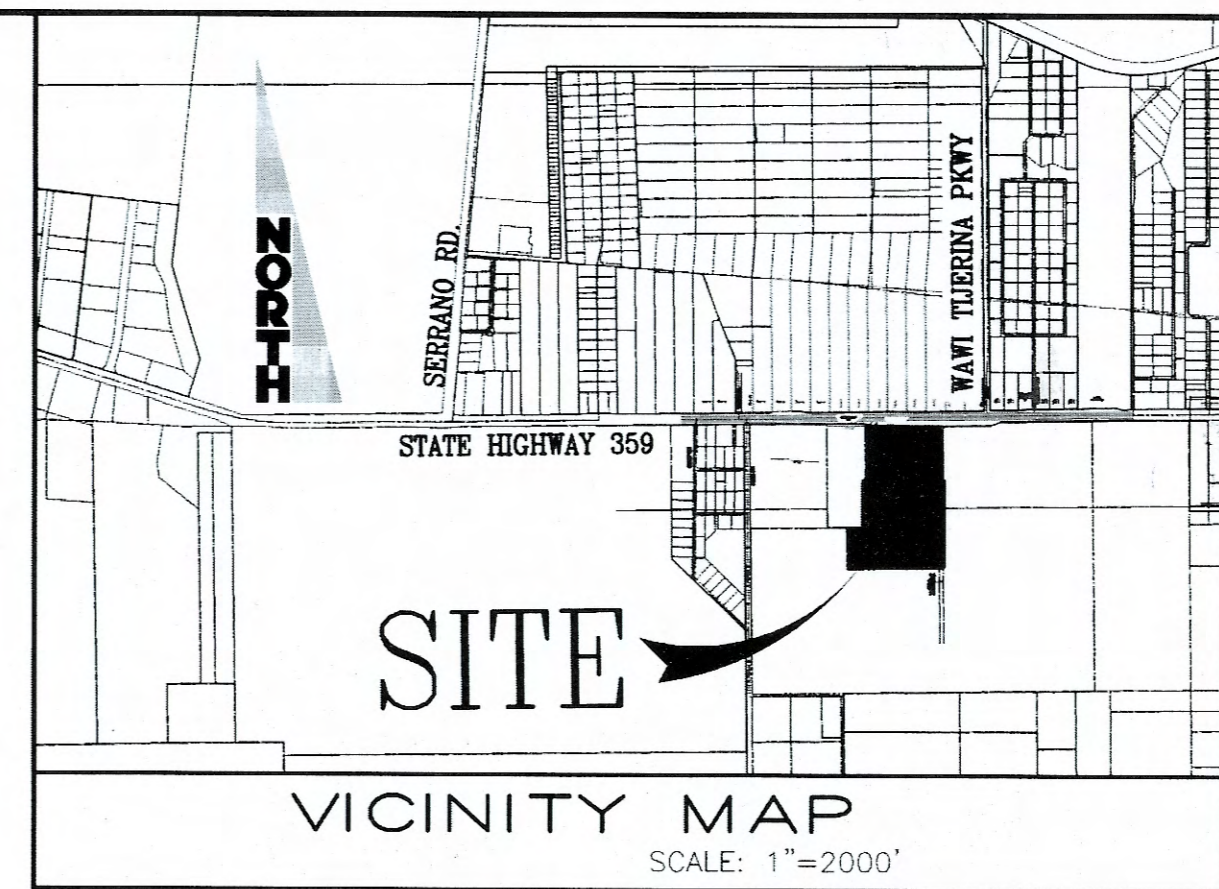 NORTH
SERRANO RD.
WAWI TIJERINA PKWY
STATE HIGHWAY 359
SITE
VICINITY MAP
SCALE: 1"=2000'